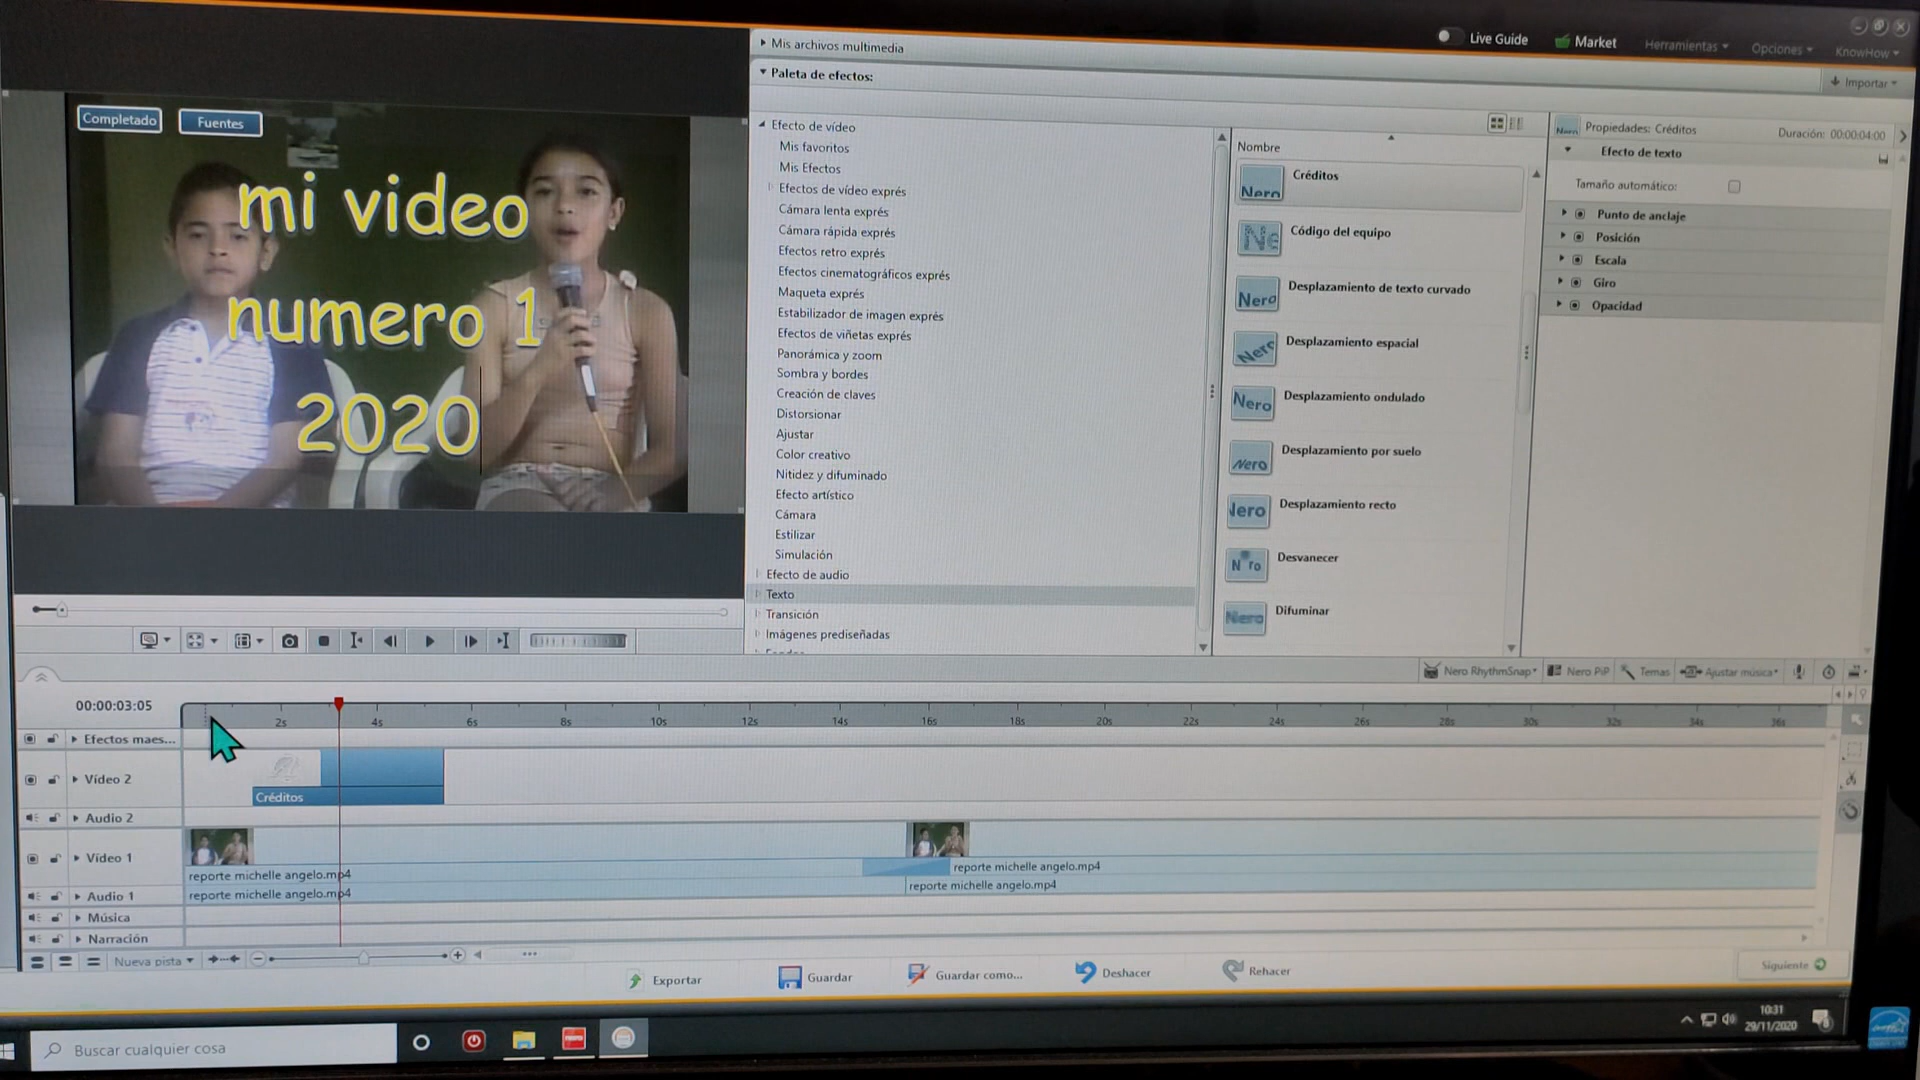 Live Guide
Market
Herramientas
Opciones
KnowHow
Mis archivos multimedia
Importar
Paleta de efectos:
Completado
Fuentes
mi video
numero 1
2020
Efecto de vídeo
Mis favoritos
Mis Efectos
Efectos de vídeo exprés
Cámara lenta exprés
Cámara rápida exprés
Efectos retro exprés
Efectos cinematográficos exprés
Maqueta exprés
Estabilizador de imagen exprés
Efectos de viñetas exprés
Panorámica y zoom
Sombra y bordes
Creación de claves
Distorsionar
Ajustar
Color creativo
Nitidez y difuminado
Efecto artístico
Cámara
Estilizar
Simulación
Efecto de audio
Texto
Transición
Imágenes prediseñadas
Nombre
Créditos
Código del equipo
Desplazamiento de texto curvado
Desplazamiento espacial
Desplazamiento ondulado
Desplazamiento por suelo
Desplazamiento recto
Desvanecer
Difuminar
Propiedades: Créditos
Duración: 00:00:04:00
Efecto de texto
Tamaño automático:
Punto de anclaje
Posición
Escala
Giro
Opacidad
Nero RhythmSnap
Nero PiP
Temas
Ajustar música
00:00:03:05
2s 4s 6s 8s 10s 12s 14s 16s 18s 20s 22s 24s 26s 28s 30s 32s 34s 36s
Efectos maes...
Vídeo 2
Créditos
Audio 2
Vídeo 1
reporte michelle angelo.mp4
reporte michelle angelo.mp4
Audio 1
reporte michelle angelo.mp4
reporte michelle angelo.mp4
Música
Narración
Nueva pista
Exportar
Guardar
Guardar como...
Deshacer
Rehacer
Siguiente
Buscar cualquier cosa
10:31
29/11/2020